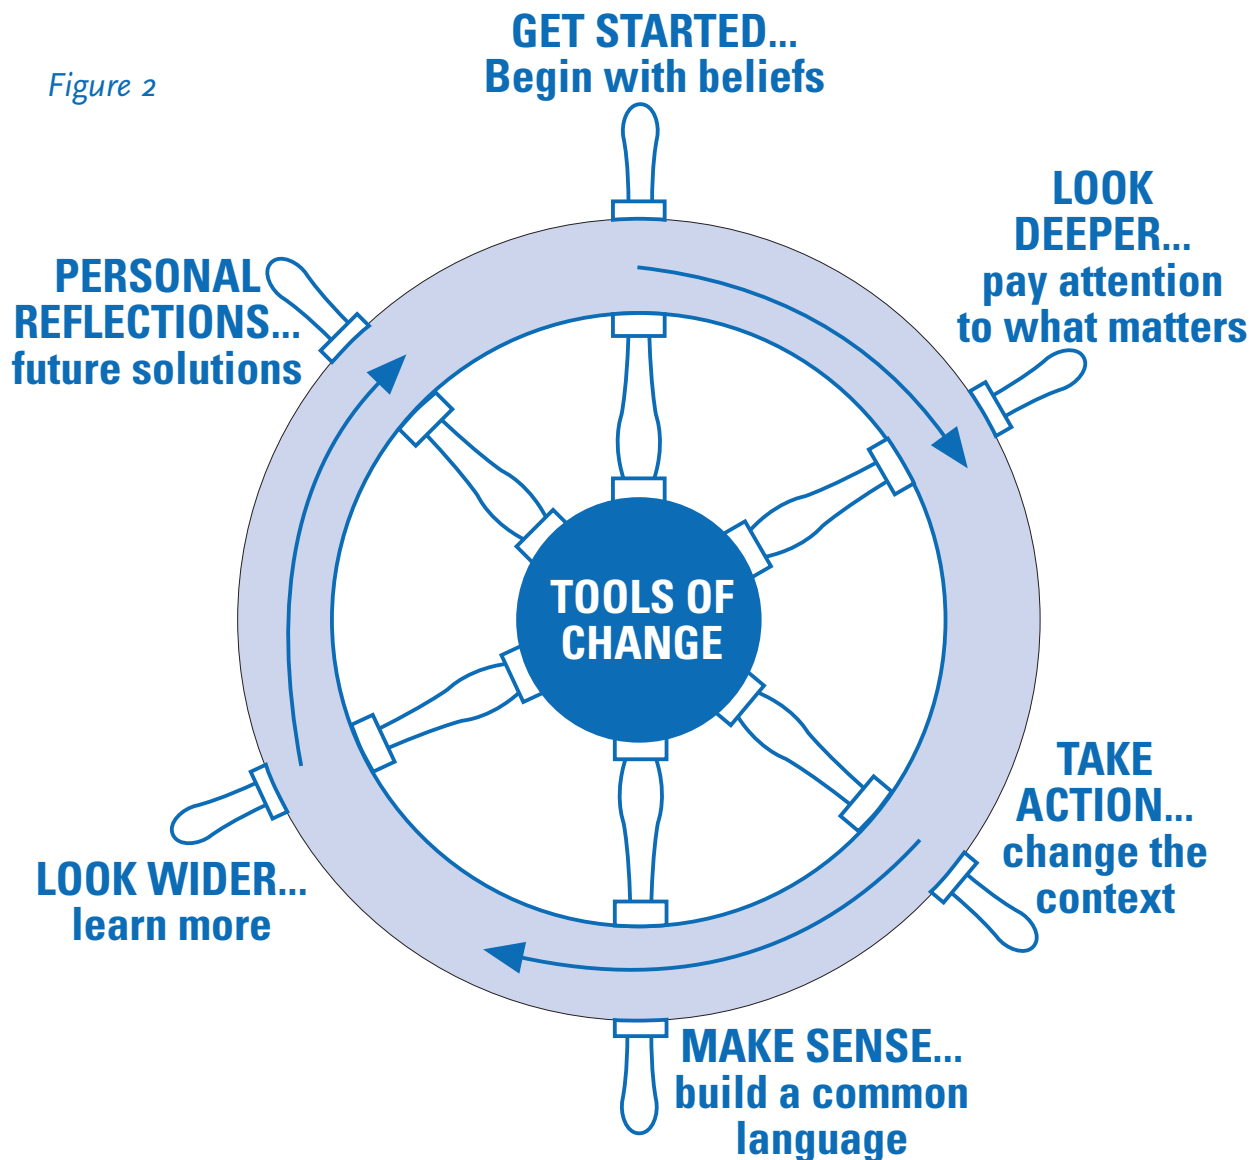 Figure 2
GET STARTED...
Begin with beliefs
LOOK
DEEPER...
pay attention
to what matters
TAKE
ACTION...
change the
context
MAKE SENSE...
build a common
language
LOOK WIDER...
learn more
PERSONAL
REFLECTIONS...
future solutions
TOOLS OF
CHANGE